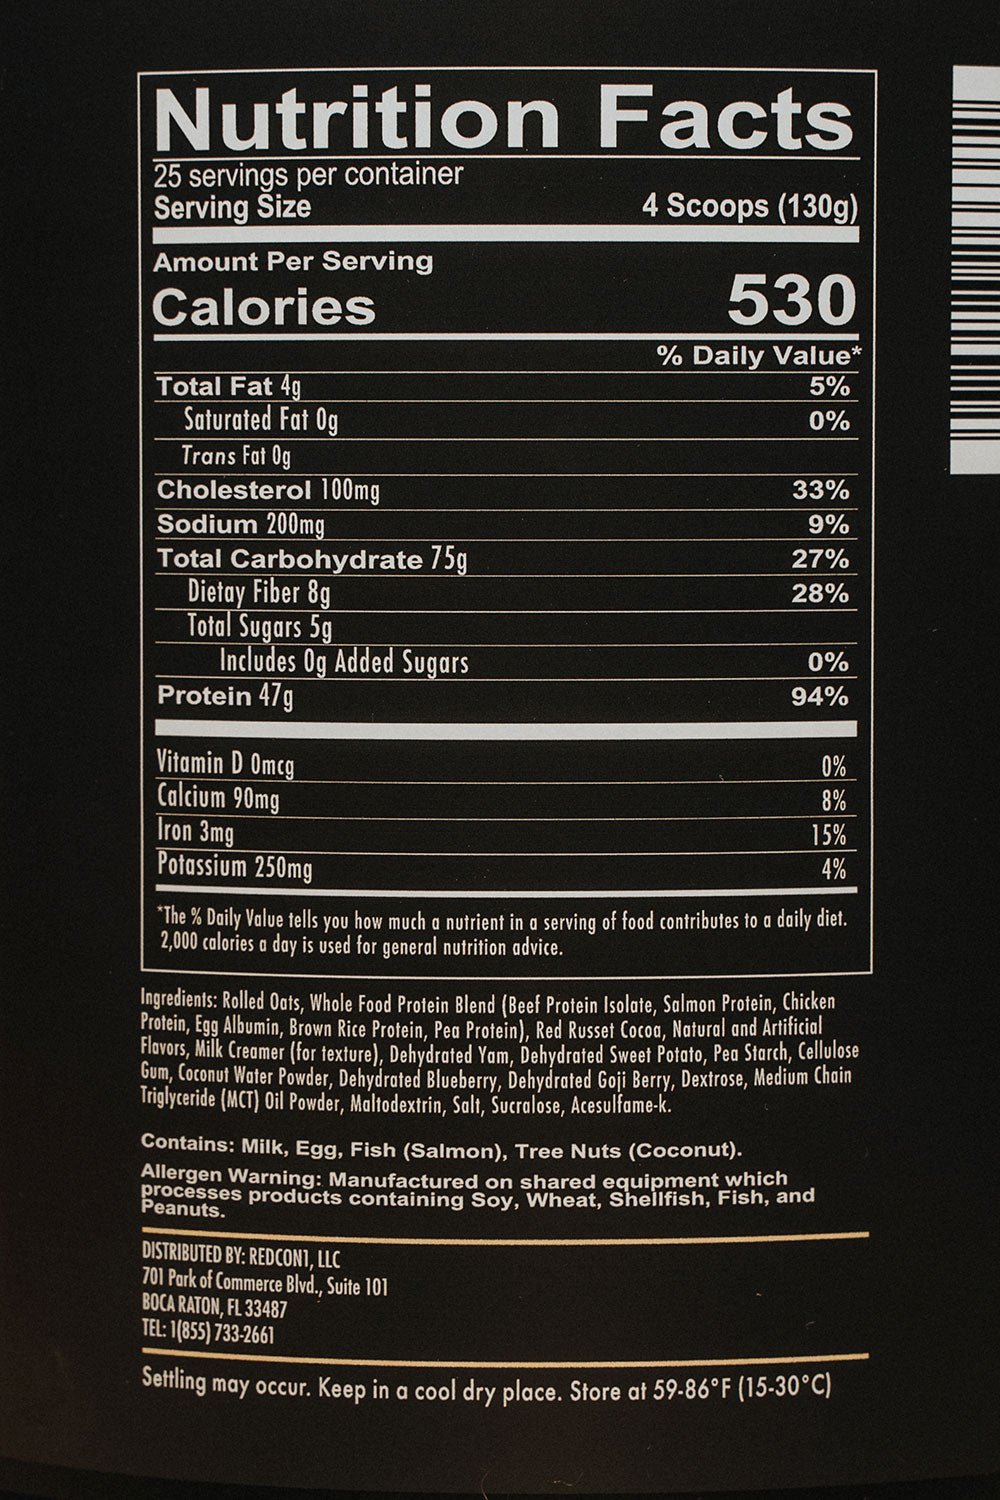 Nutrition Facts
25 servings per container
Serving Size 4 Scoops (130g)
Amount Per Serving
Calories 530
% Daily Value*
Total Fat 4g 5%
Saturated Fat 0g 0%
Trans Fat 0g
Cholesterol 100mg 33%
Sodium 200mg 9%
Total Carbohydrate 75g 27%
Dietay Fiber 8g 28%
Total Sugars 5g
Includes 0g Added Sugars 0%
Protein 47g 94%
Vitamin D 0mcg 0%
Calcium 90mg 8%
Iron 3mg 15%
Potassium 250mg 4%
*The % Daily Value tells you how much a nutrient in a serving of food contributes to a daily diet.
2,000 calories a day is used for general nutrition advice.
Ingredients: Rolled Oats, Whole Food Protein Blend (Beef Protein Isolate, Salmon Protein, Chicken
Protein, Egg Albumin, Brown Rice Protein, Pea Protein), Red Russet Cocoa, Natural and Artificial
Flavors, Milk Creamer (for texture), Dehydrated Yam, Dehydrated Sweet Potato, Pea Starch, Cellulose
Gum, Coconut Water Powder, Dehydrated Blueberry, Dehydrated Goji Berry, Dextrose, Medium Chain
Triglyceride (MCT) Oil Powder, Maltodextrin, Salt, Sucralose, Acesulfame-k.
Contains: Milk, Egg, Fish (Salmon), Tree Nuts (Coconut).
Allergen Warning: Manufactured on shared equipment which
processes products containing Soy, Wheat, Shellfish, Fish, and
Peanuts.
DISTRIBUTED BY: REDCON1, LLC
701 Park of Commerce Blvd., Suite 101
BOCA RATON, FL 33487
TEL: 1(855) 733-2661
Settling may occur. Keep in a cool dry place. Store at 59-86°F (15-30°C)